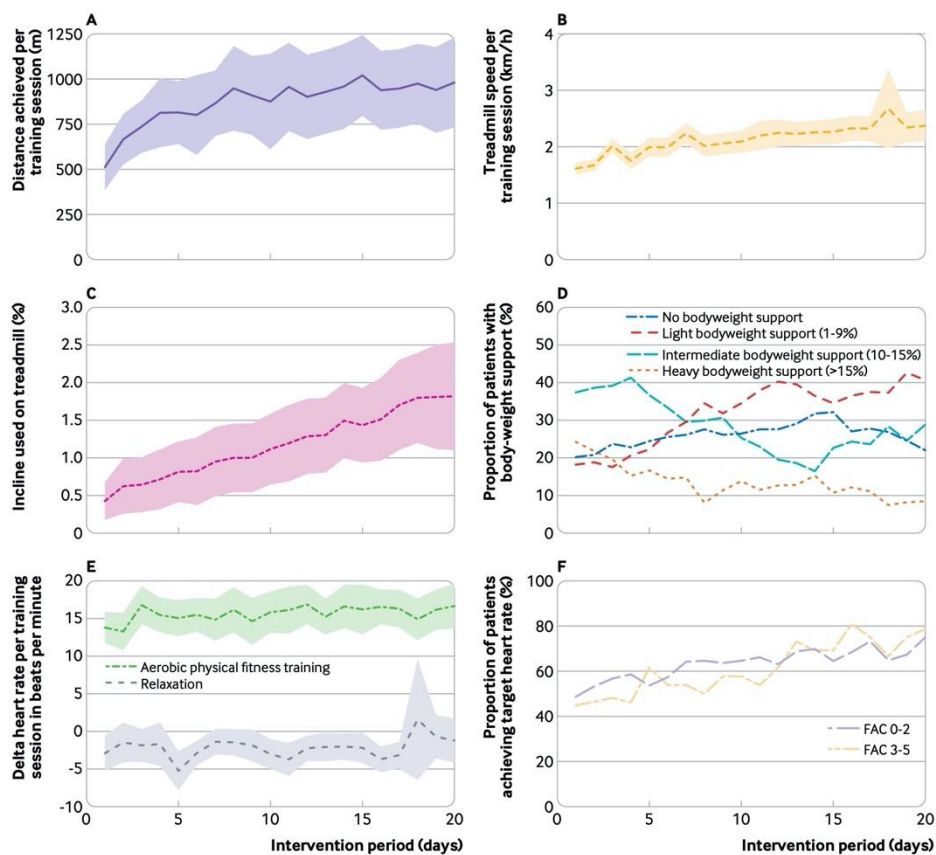 A
Distance achieved per
training session (m)
1250
1000
750
500
250
0
B
Treadmill speed per
training session (km/h)
4
3
2
1
0
C
Incline used on treadmill (%)
3.0
2.5
2.0
1.5
1.0
0.5
0
D
Proportion of patients with
body-weight support (%)
60
50
40
30
20
10
0
No bodyweight support
Light bodyweight support (1-9%)
Intermediate bodyweight support (10-15%)
Heavy bodyweight support (>15%)
E
Delta heart rate per training
session in beats per minute
20
15
10
5
0
-5
-10
Aerobic physical fitness training
Relaxation
0 5 10 15 20
Intervention period (days)
F
Proportion of patients
achieving target heart rate (%)
100
80
60
40
20
0
FAC 0-2
FAC 3-5
0 5 10 15 20
Intervention period (days)